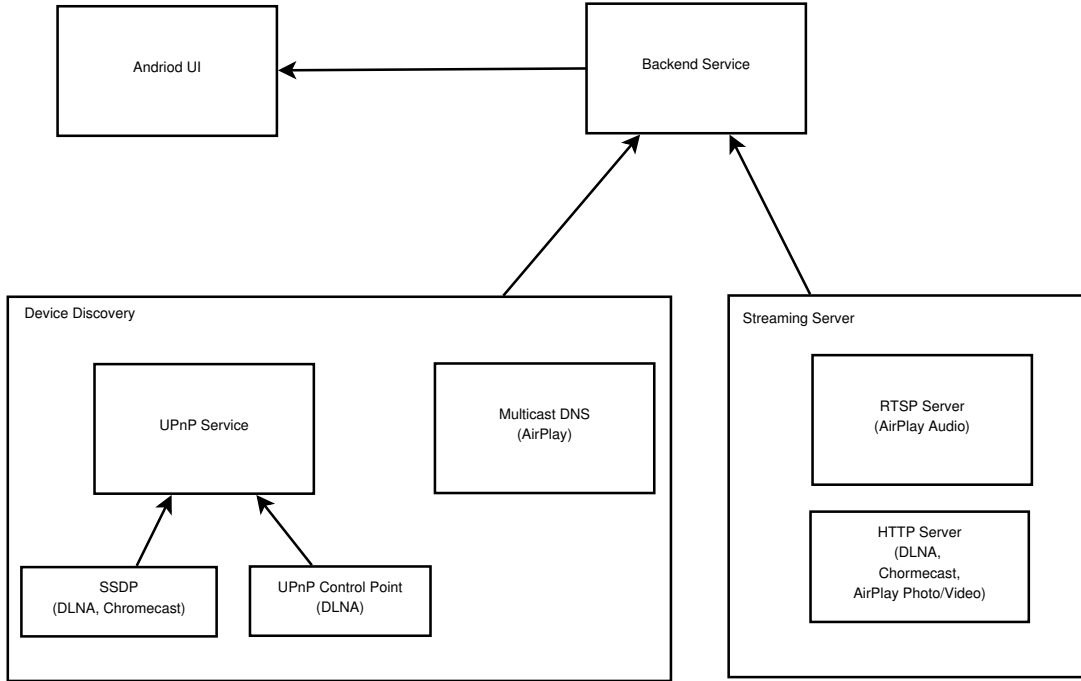 Andriod UI
Backend Service
Device Discovery
UPnP Service
Multicast DNS
(AirPlay)
SSDP
(DLNA, Chromecast)
UPnP Control Point
(DLNA)
Streaming Server
RTSP Server
(AirPlay Audio)
HTTP Server
(DLNA,
Chormecast,
AirPlay Photo/Video)